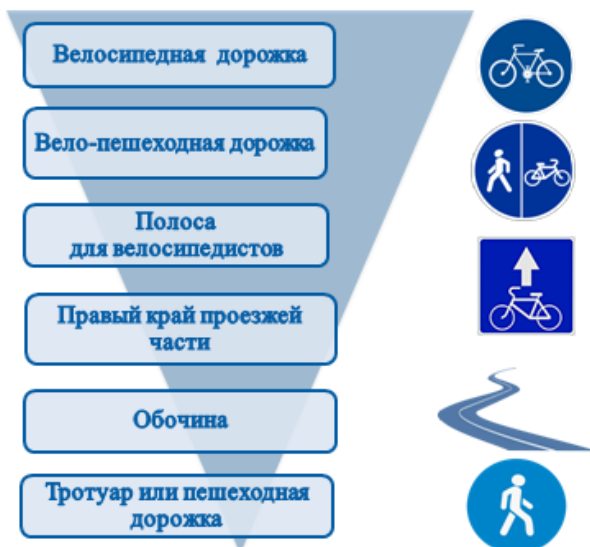 Велосипедная дорожка
Вело-пешеходная дорожка
Полоса
для велосипедистов
Правый край проезжей
части
Обочина
Тротуар или пешеходная
дорожка